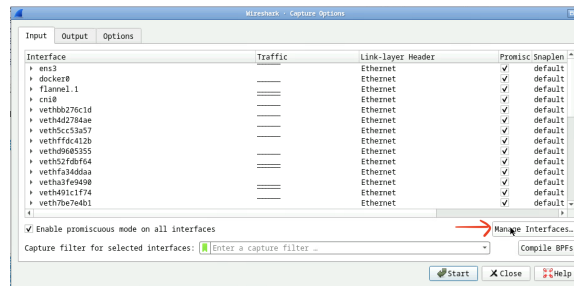 Wireshark · Capture Options
Input Output Options
Interface Traffic Link-layer Header Promisc Snaplen
ens3 Ethernet default
docker0 Ethernet default
flannel.1 Ethernet default
cni0 Ethernet default
vethbb276c1d Ethernet default
veth4d2784ae Ethernet default
veth5cc53a57 Ethernet default
vethffdc412b Ethernet default
vethd9605355 Ethernet default
veth52fdbf64 Ethernet default
vethfa34ddaa Ethernet default
vetha3fe9490 Ethernet default
veth491c1f74 Ethernet default
veth7be7e4b1 Ethernet default
Enable promiscuous mode on all interfaces Manage Interfaces…
Capture filter for selected interfaces: Enter a capture filter … Compile BPFs
Start Close Help